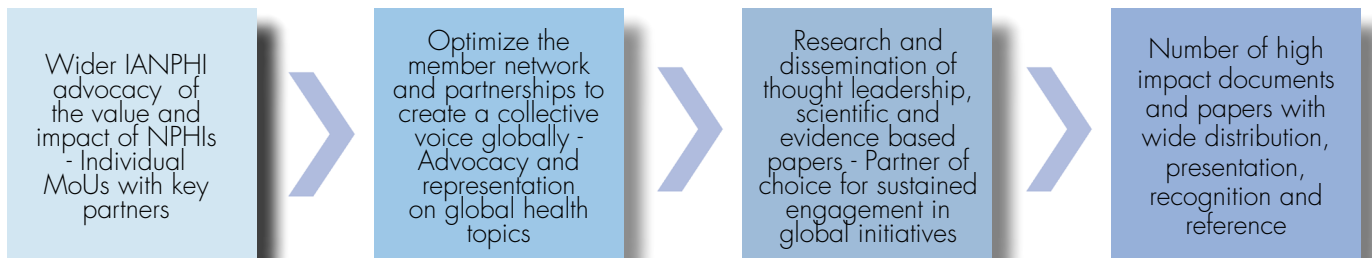 Wider IANPHI
advocacy of
the value and
impact of NPHIs
- Individual
MoUs with key
partners
Optimize the
member network
and partnerships to
create a collective
voice globally -
Advocacy and
representation
on global health
topics
Research and
dissemination of
thought leadership,
scientific and
evidence based
papers - Partner of
choice for sustained
engagement in
global initiatives
Number of high
impact documents
and papers with
wide distribution,
presentation,
recognition and
reference